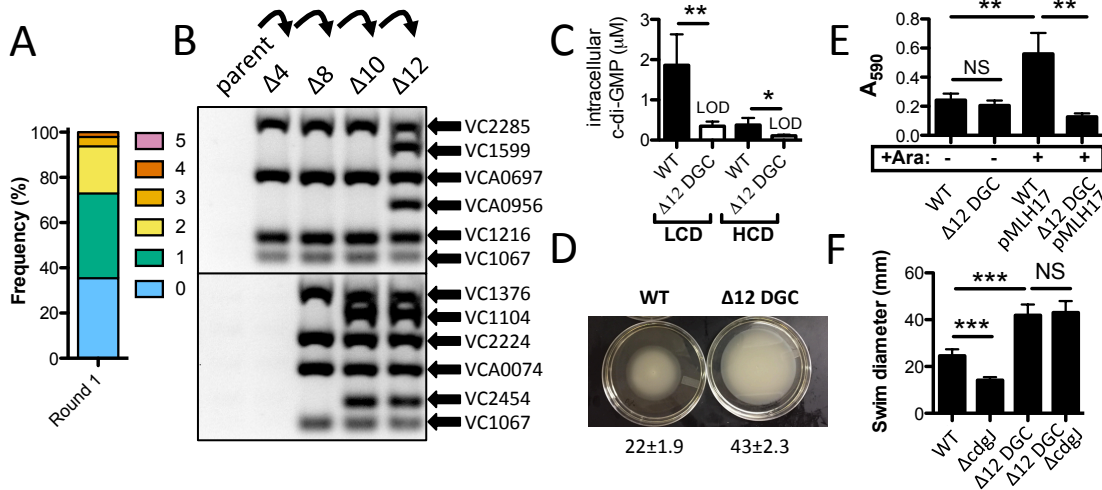 A
Frequency (%)
100
80
60
40
20
0
Round 1
5
4
3
2
1
0
B
parent
Δ4
Δ8
Δ10
Δ12
VC2285
VC1599
VCA0697
VCA0956
VC1216
VC1067
VC1376
VC1104
VC2224
VCA0074
VC2454
VC1067
C
intracellular
c-di-GMP (μM)
3
2
1
0
**
LOD
*
LOD
WT
Δ12 DGC
WT
Δ12 DGC
LCD
HCD
D
WT
Δ12 DGC
22±1.9
43±2.3
E
A590
0.8
0.6
0.4
0.2
0.0
**
**
NS
+Ara: - - + +
WT
Δ12 DGC
WT
pMLH17
Δ12 DGC
pMLH17
F
Swim diameter (mm)
60
40
20
0
***
NS
***
WT
ΔcdgJ
Δ12 DGC
Δ12 DGC
ΔcdgJ